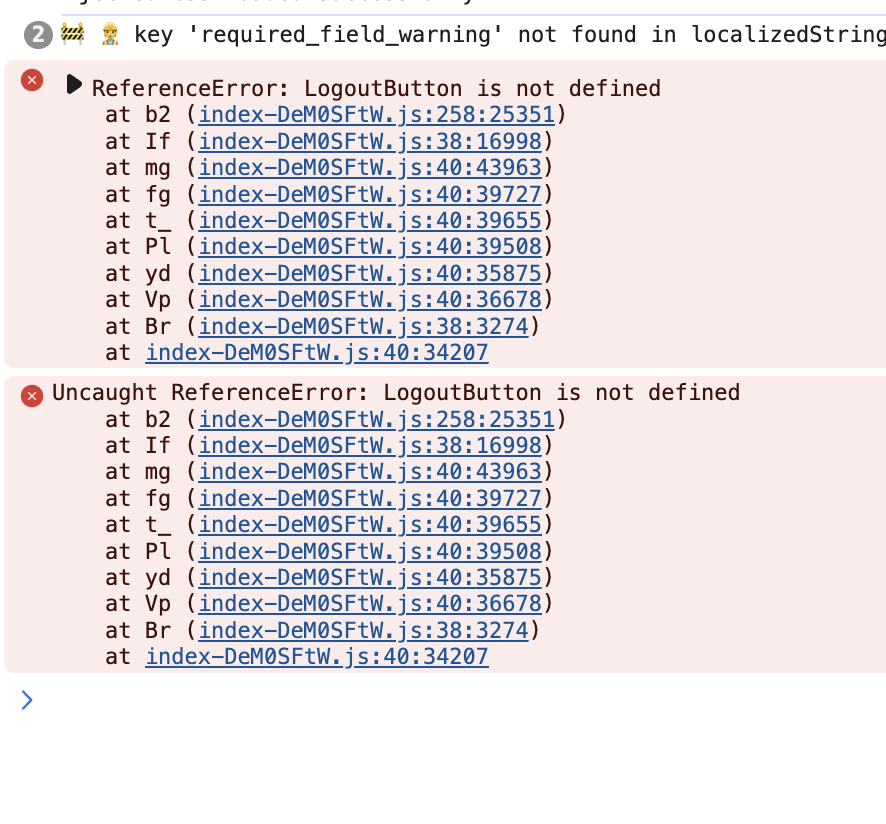 2 key 'required_field_warning' not found in localizedString
ReferenceError: LogoutButton is not defined
at b2 (index-DeM0SFtW.js:258:25351)
at If (index-DeM0SFtW.js:38:16998)
at mg (index-DeM0SFtW.js:40:43963)
at fg (index-DeM0SFtW.js:40:39727)
at t_ (index-DeM0SFtW.js:40:39655)
at Pl (index-DeM0SFtW.js:40:39508)
at yd (index-DeM0SFtW.js:40:35875)
at Vp (index-DeM0SFtW.js:40:36678)
at Br (index-DeM0SFtW.js:38:3274)
at index-DeM0SFtW.js:40:34207
Uncaught ReferenceError: LogoutButton is not defined
at b2 (index-DeM0SFtW.js:258:25351)
at If (index-DeM0SFtW.js:38:16998)
at mg (index-DeM0SFtW.js:40:43963)
at fg (index-DeM0SFtW.js:40:39727)
at t_ (index-DeM0SFtW.js:40:39655)
at Pl (index-DeM0SFtW.js:40:39508)
at yd (index-DeM0SFtW.js:40:35875)
at Vp (index-DeM0SFtW.js:40:36678)
at Br (index-DeM0SFtW.js:38:3274)
at index-DeM0SFtW.js:40:34207